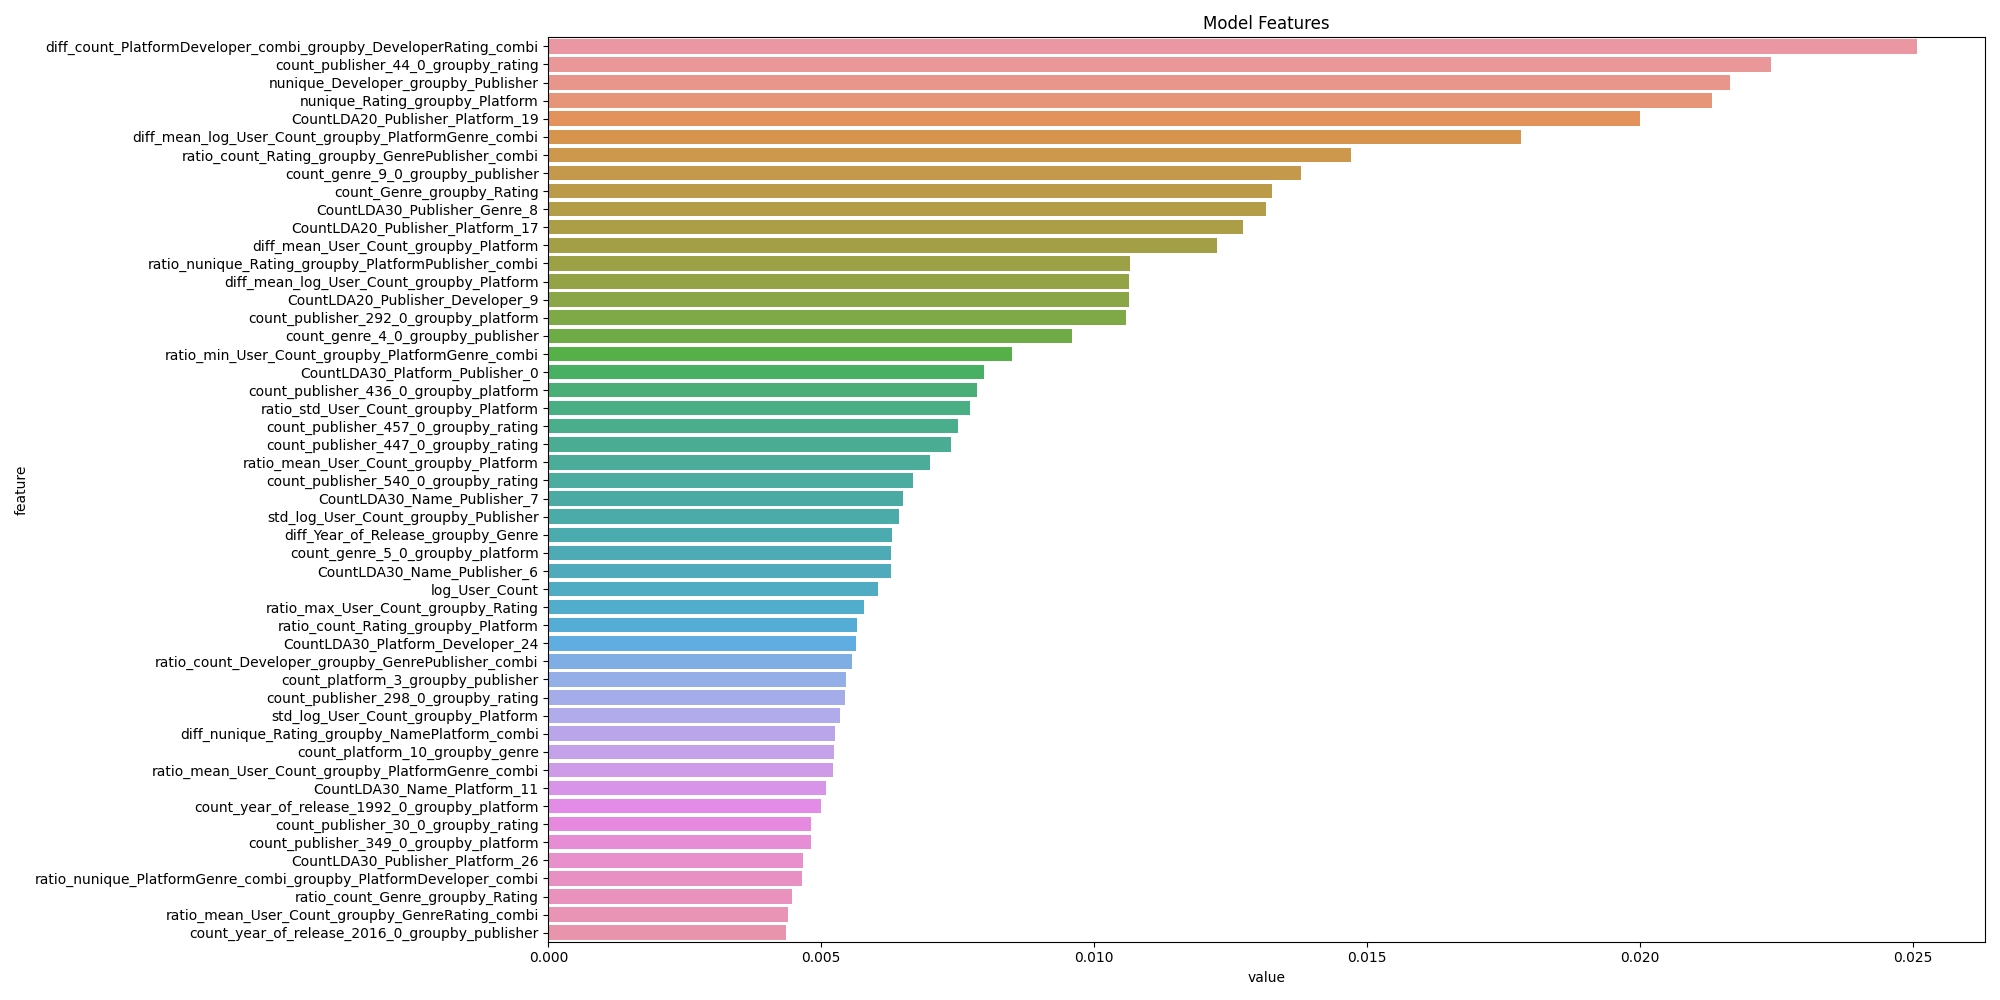 Model Features
diff_count_PlatformDeveloper_combi_groupby_DeveloperRating_combi
count_publisher_44_0_groupby_rating
nunique_Developer_groupby_Publisher
nunique_Rating_groupby_Platform
CountLDA20_Publisher_Platform_19
diff_mean_log_User_Count_groupby_PlatformGenre_combi
ratio_count_Rating_groupby_GenrePublisher_combi
count_genre_9_0_groupby_publisher
count_Genre_groupby_Rating
CountLDA30_Publisher_Genre_8
CountLDA20_Publisher_Platform_17
diff_mean_User_Count_groupby_Platform
ratio_nunique_Rating_groupby_PlatformPublisher_combi
diff_mean_log_User_Count_groupby_Platform
CountLDA20_Publisher_Developer_9
count_publisher_292_0_groupby_platform
count_genre_4_0_groupby_publisher
ratio_min_User_Count_groupby_PlatformGenre_combi
CountLDA30_Platform_Publisher_0
count_publisher_436_0_groupby_platform
ratio_std_User_Count_groupby_Platform
count_publisher_457_0_groupby_rating
count_publisher_447_0_groupby_rating
ratio_mean_User_Count_groupby_Platform
count_publisher_540_0_groupby_rating
CountLDA30_Name_Publisher_7
std_log_User_Count_groupby_Publisher
diff_Year_of_Release_groupby_Genre
count_genre_5_0_groupby_platform
CountLDA30_Name_Publisher_6
log_User_Count
ratio_max_User_Count_groupby_Rating
ratio_count_Rating_groupby_Platform
CountLDA30_Platform_Developer_24
ratio_count_Developer_groupby_GenrePublisher_combi
count_platform_3_groupby_publisher
count_publisher_298_0_groupby_rating
std_log_User_Count_groupby_Platform
diff_nunique_Rating_groupby_NamePlatform_combi
count_platform_10_groupby_genre
ratio_mean_User_Count_groupby_PlatformGenre_combi
CountLDA30_Name_Platform_11
count_year_of_release_1992_0_groupby_platform
count_publisher_30_0_groupby_rating
count_publisher_349_0_groupby_platform
CountLDA30_Publisher_Platform_26
ratio_nunique_PlatformGenre_combi_groupby_PlatformDeveloper_combi
ratio_count_Genre_groupby_Rating
ratio_mean_User_Count_groupby_GenreRating_combi
count_year_of_release_2016_0_groupby_publisher
feature
0.000 0.005 0.010 0.015 0.020 0.025
value